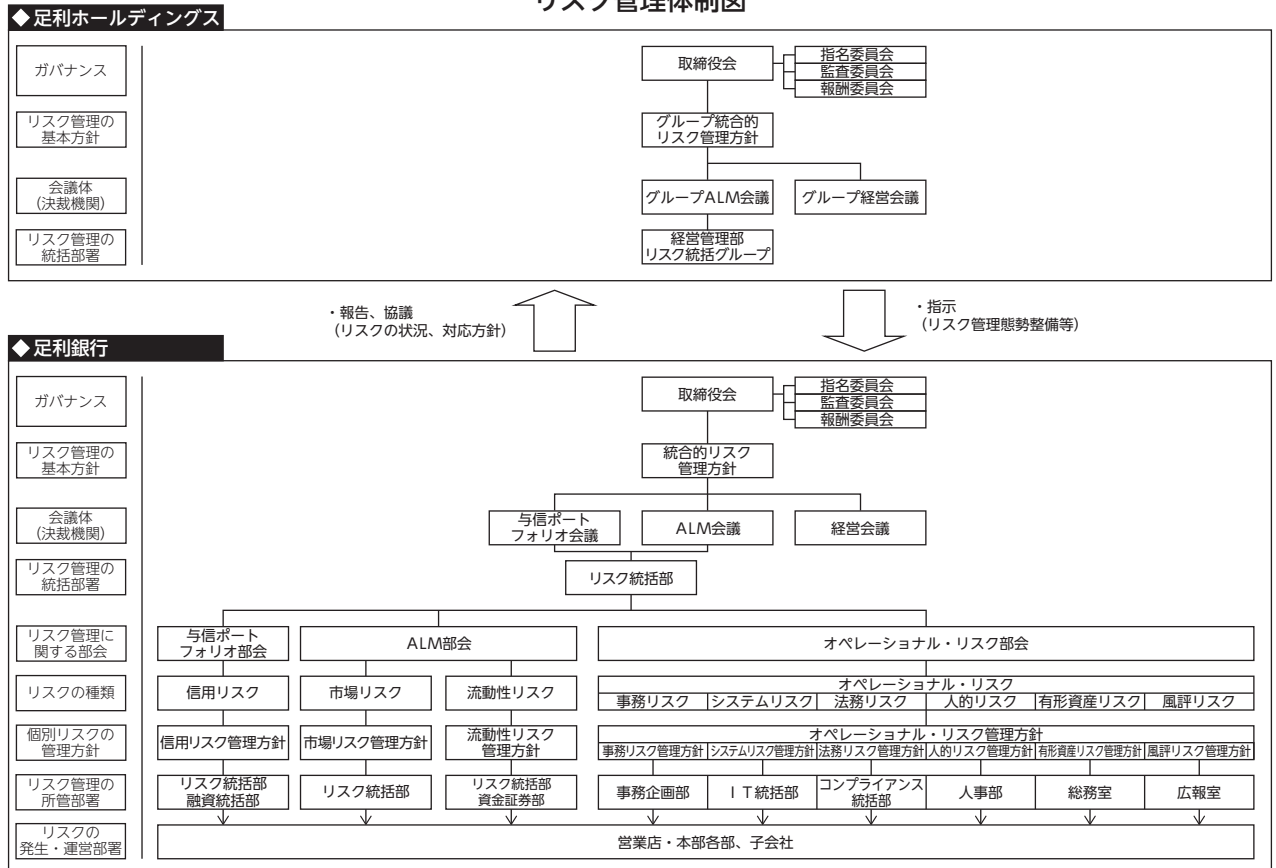 リスク管理体制図
◆足利ホールディングス
ガバナンス
取締役会
指名委員会
監査委員会
報酬委員会
リスク管理の
基本方針
グループ統合的
リスク管理方針
会議体
(決裁機関)
グループALM会議
グループ経営会議
リスク管理の
統括部署
経営管理部
リスク統括グループ
・報告、協議
(リスクの状況、対応方針)
・指示
(リスク管理態勢整備等)
◆足利銀行
ガバナンス
取締役会
指名委員会
監査委員会
報酬委員会
リスク管理の
基本方針
統合的リスク
管理方針
会議体
(決裁機関)
与信ポート
フォリオ会議
ALM会議
経営会議
リスク管理の
統括部署
リスク統括部
リスク管理に
関する部会
与信ポート
フォリオ部会
ALM部会
オペレーショナル・リスク部会
リスクの種類
信用リスク
市場リスク
流動性リスク
オペレーショナル・リスク
事務リスク
システムリスク
法務リスク
人的リスク
有形資産リスク
風評リスク
個別リスクの
管理方針
信用リスク管理方針
市場リスク管理方針
流動性リスク
管理方針
オペレーショナル・リスク管理方針
事務リスク管理方針
システムリスク管理方針
法務リスク管理方針
人的リスク管理方針
有形資産リスク管理方針
風評リスク管理方針
リスク管理の
所管部署
リスク統括部
融資統括部
リスク統括部
リスク統括部
資金証券部
事務企画部
IT統括部
コンプライアンス
統括部
人事部
総務室
広報室
リスクの
発生・運営部署
営業店・本部各部、子会社